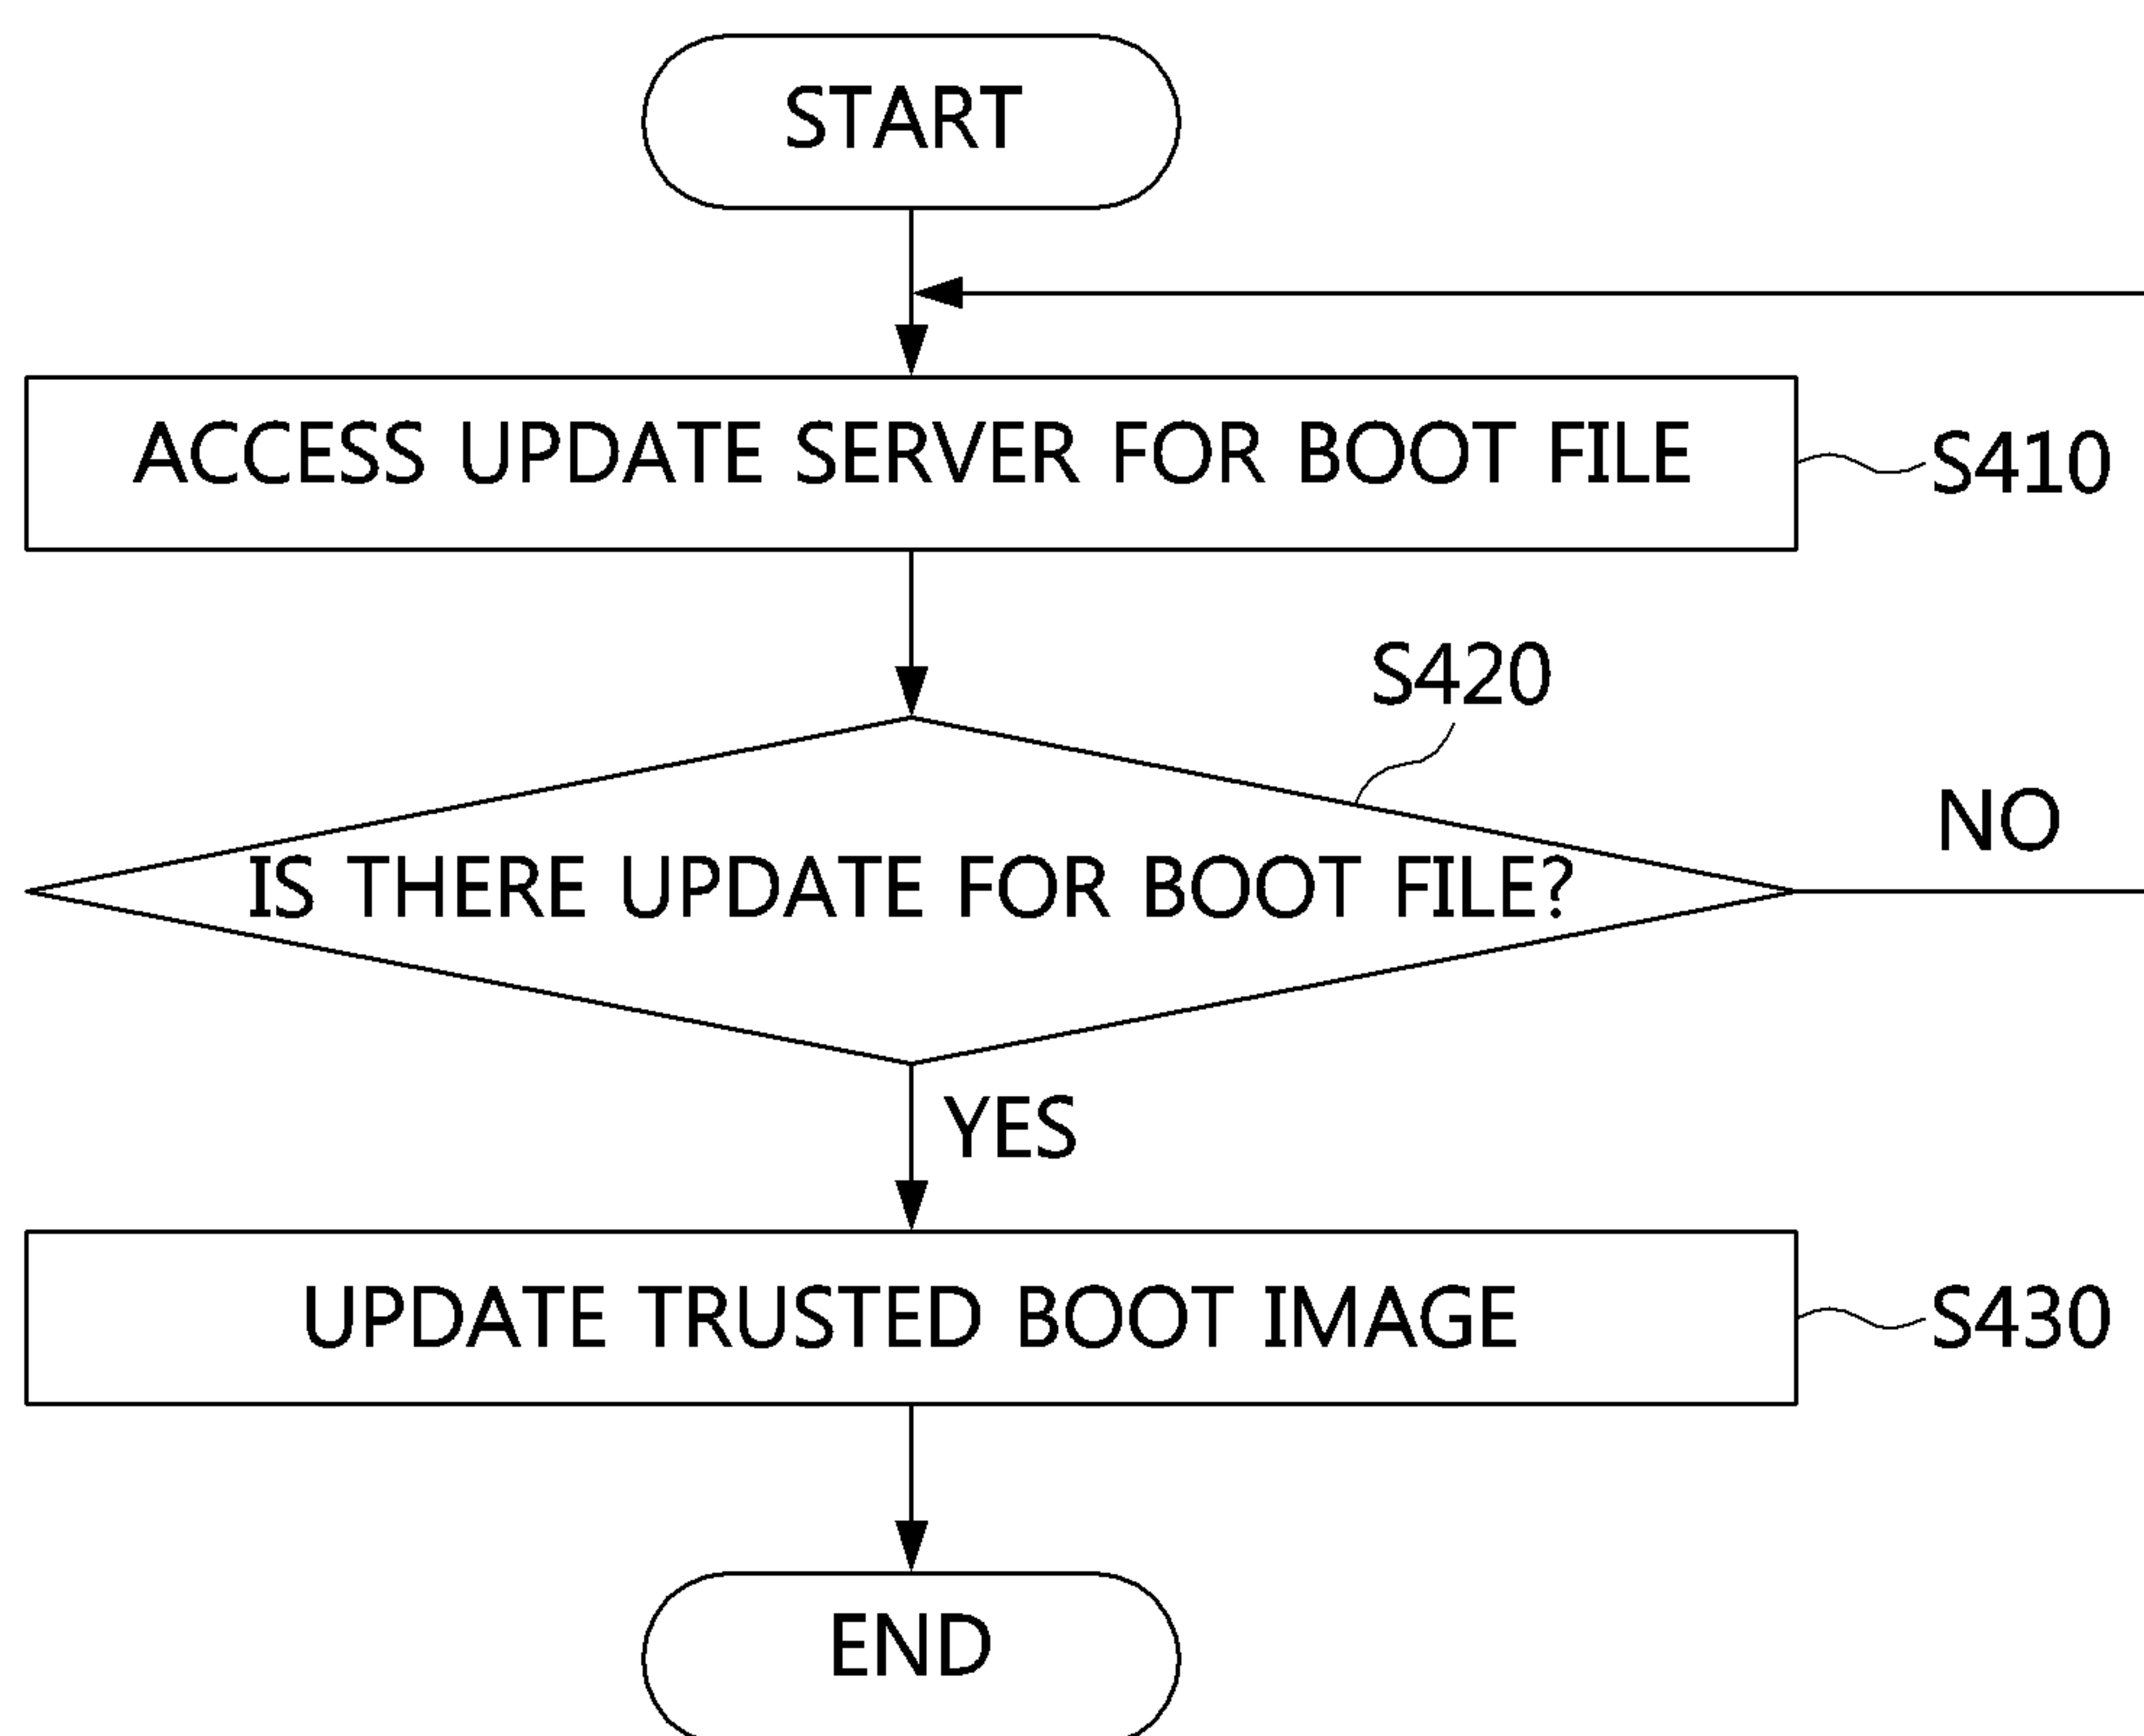 START
ACCESS UPDATE SERVER FOR BOOT FILE
S410
S420
IS THERE UPDATE FOR BOOT FILE?
NO
YES
UPDATE TRUSTED BOOT IMAGE
S430
END